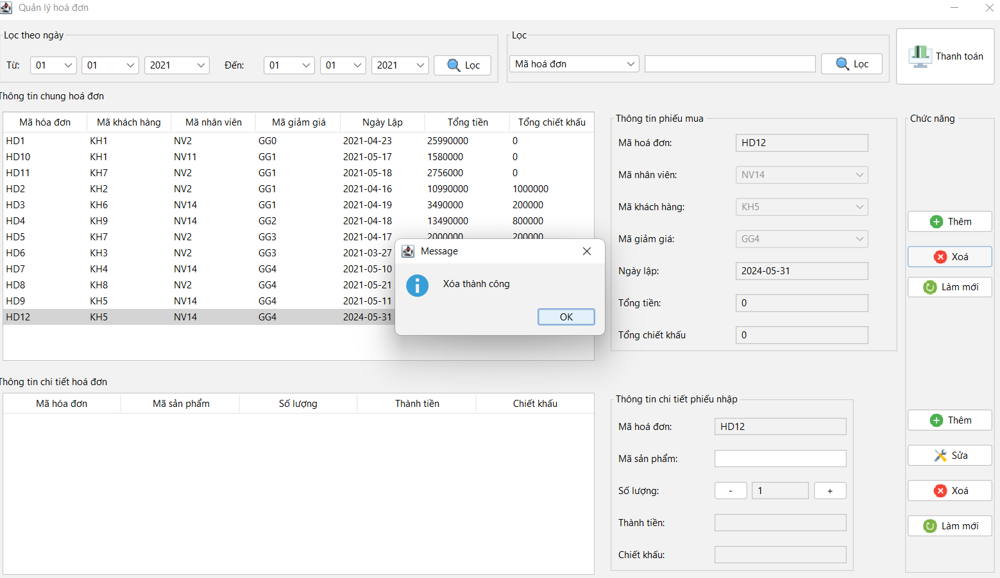 Quản lý hoá đơn
Lọc theo ngày
Từ: 01 01 2021 Đến: 01 01 2021 Lọc
Lọc
Mã hoá đơn Lọc
Thanh toán
Thông tin chung hoá đơn
Mã hóa đơn Mã khách hàng Mã nhân viên Mã giảm giá Ngày Lập Tổng tiền Tổng chiết khấu
HD1 KH1 NV2 GG0 2021-04-23 25990000 0
HD10 KH1 NV11 GG1 2021-05-17 1580000 0
HD11 KH7 NV2 GG1 2021-05-18 2756000 0
HD2 KH2 NV2 GG1 2021-04-16 10990000 1000000
HD3 KH6 NV14 GG1 2021-04-19 3490000 200000
HD4 KH9 NV14 GG2 2021-04-18 13490000 800000
HD5 KH7 NV2 GG3 2021-04-17 2000000 200000
HD6 KH3 NV2 GG3 2021-03-27
HD7 KH4 NV14 GG4 2021-05-10
HD8 KH8 NV2 GG4 2021-05-21
HD9 KH5 NV14 GG4 2021-05-11
HD12 KH5 NV14 GG4 2024-05-31
Message
Xóa thành công
OK
Thông tin phiếu mua
Mã hoá đơn: HD12
Mã nhân viên: NV14
Mã khách hàng: KH5
Mã giảm giá: GG4
Ngày lập: 2024-05-31
Tổng tiền: 0
Tổng chiết khấu 0
Chức năng
Thêm
Xoá
Làm mới
Thông tin chi tiết hoá đơn
Mã hóa đơn Mã sản phẩm Số lượng Thành tiền Chiết khấu
Thông tin chi tiết phiếu nhập
Mã hoá đơn: HD12
Mã sản phẩm:
Số lượng: - 1 +
Thành tiền:
Chiết khấu:
Thêm
Sửa
Xoá
Làm mới